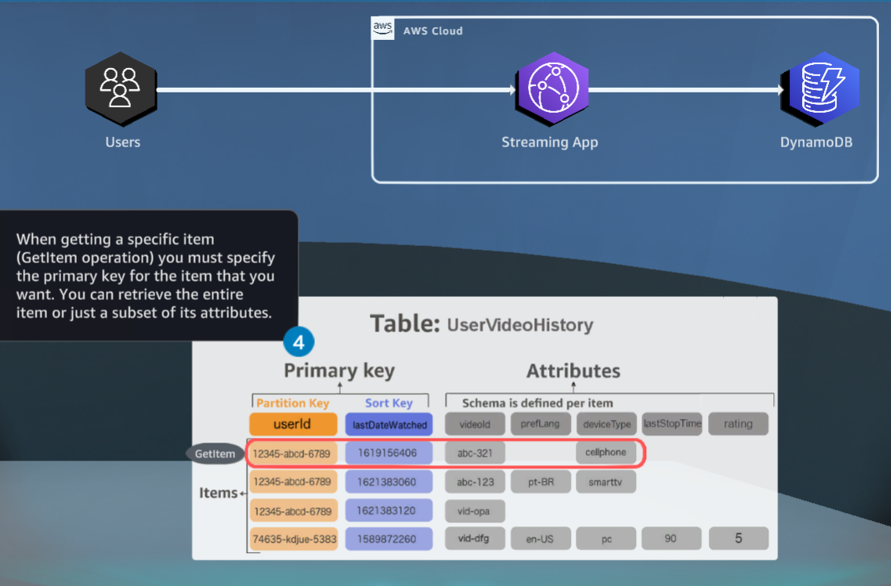 aws
AWS Cloud
Users
Streaming App
DynamoDB
When getting a specific item
(GetItem operation) you must specify
the primary key for the item that you
want. You can retrieve the entire
item or just a subset of its attributes.
4
Table: UserVideoHistory
Primary key
Attributes
Partition Key Sort Key Schema is defined per item
userId lastDateWatched videoId prefLang deviceType lastStopTime rating
GetItem 12345-abcd-6789 1619156406 abc-321 cellphone
12345-abcd-6789 1621383060 abc-123 pt-BR smarttv
Items
12345-abcd-6789 1621383120 vid-opa
74635-kdjue-5383 1589872260 vid-dfg en-US pc 90 5